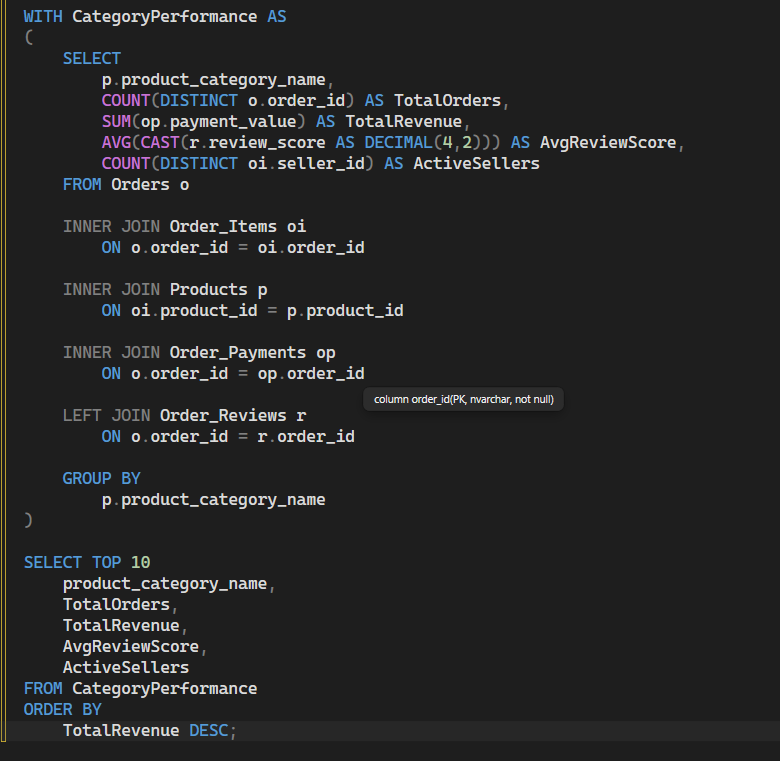 WITH CategoryPerformance AS
(
SELECT
p.product_category_name,
COUNT(DISTINCT o.order_id) AS TotalOrders,
SUM(op.payment_value) AS TotalRevenue,
AVG(CAST(r.review_score AS DECIMAL(4,2))) AS AvgReviewScore,
COUNT(DISTINCT oi.seller_id) AS ActiveSellers
FROM Orders o
INNER JOIN Order_Items oi
ON o.order_id = oi.order_id
INNER JOIN Products p
ON oi.product_id = p.product_id
INNER JOIN Order_Payments op
ON o.order_id = op.order_id
column order_id(PK, nvarchar, not null)
LEFT JOIN Order_Reviews r
ON o.order_id = r.order_id
GROUP BY
p.product_category_name
)
SELECT TOP 10
product_category_name,
TotalOrders,
TotalRevenue,
AvgReviewScore,
ActiveSellers
FROM CategoryPerformance
ORDER BY
TotalRevenue DESC;